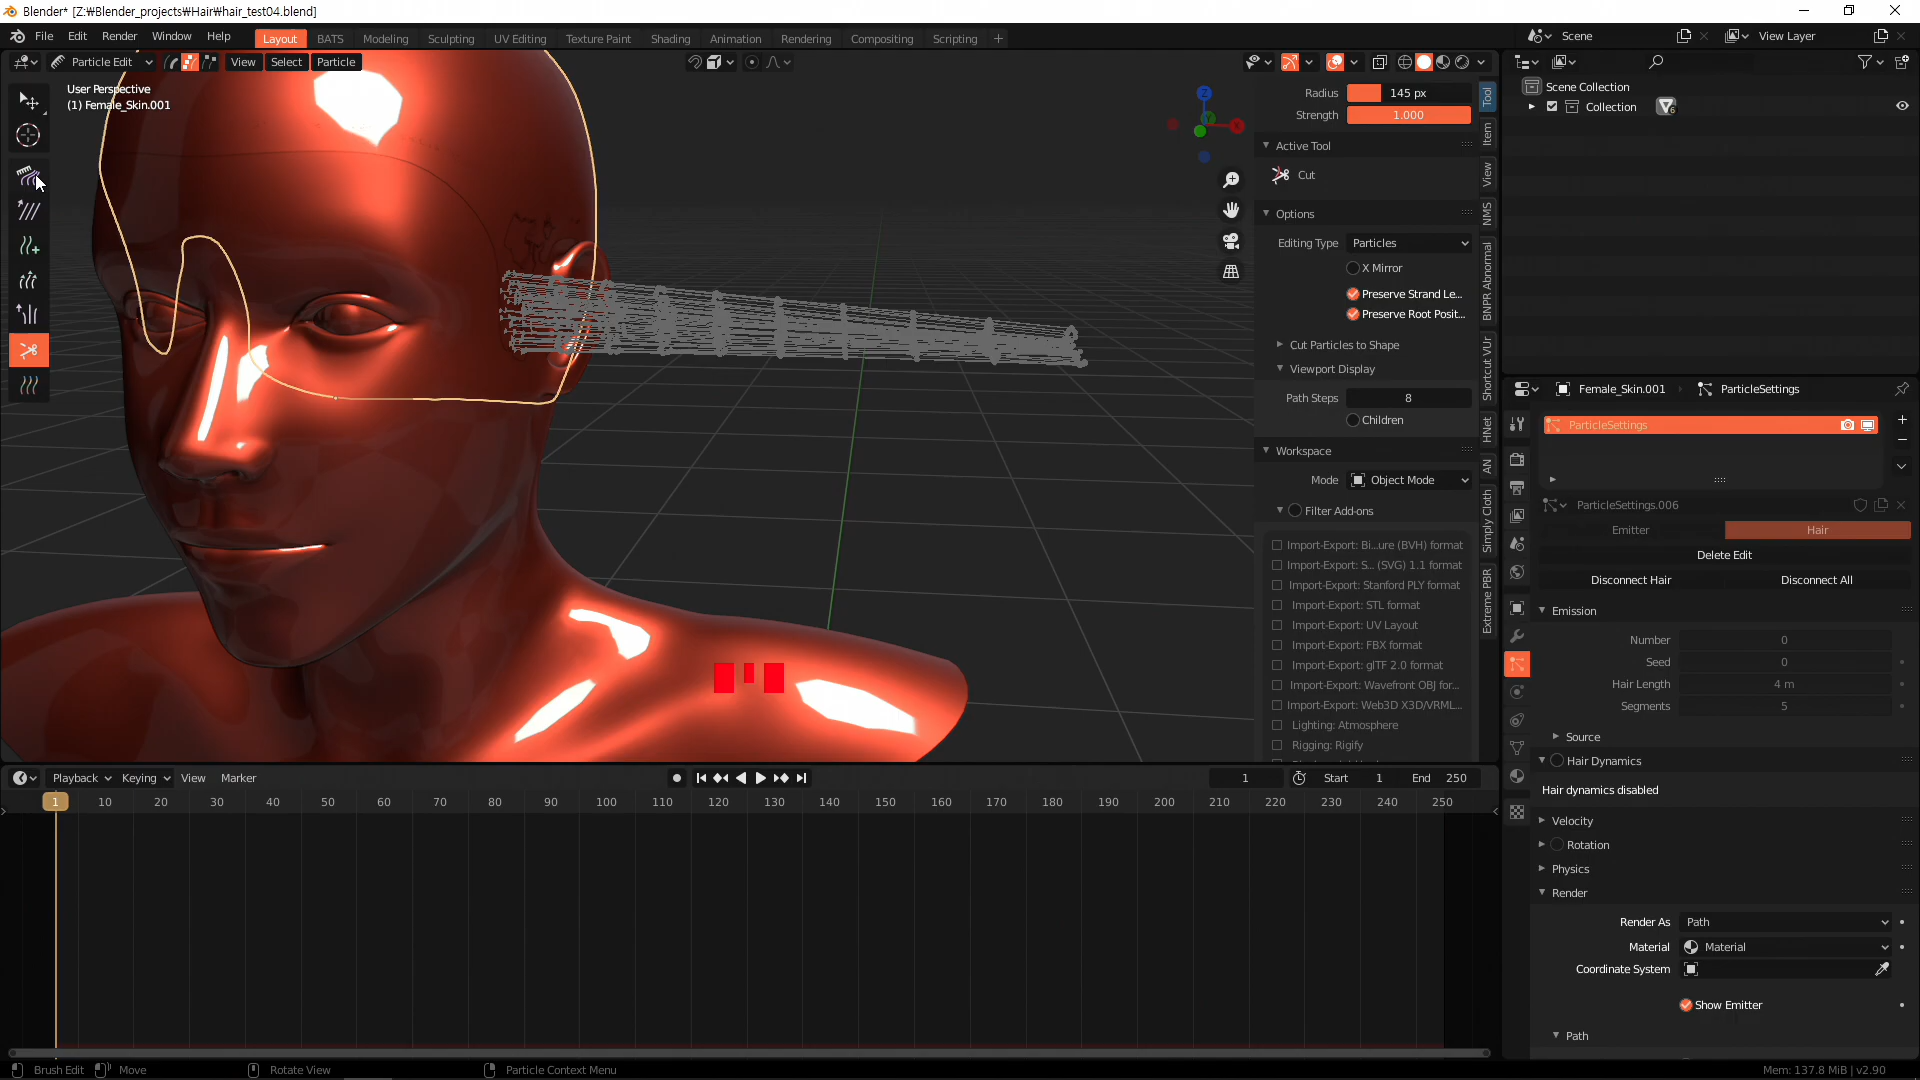 Blender* [Z:₩Blender_projects₩Hair₩hair_test04.blend]
File Edit Render Window Help Layout BATS Modeling Sculpting UV Editing Texture Paint Shading Animation Rendering Compositing Scripting + Scene View Layer
Particle Edit View Select Particle
User Perspective
(1) Female_Skin.001
Z
X
Radius 145 px
Strength 1.000
Active Tool
Cut
Options
Editing Type Particles
X Mirror
Preserve Strand Le...
Preserve Root Posit...
Cut Particles to Shape
Viewport Display
Path Steps 8
Children
Workspace
Mode Object Mode
Filter Add-ons
Import-Export: Bi...ure (BVH) format
Import-Export: S... (SVG) 1.1 format
Import-Export: Stanford PLY format
Import-Export: STL format
Import-Export: UV Layout
Import-Export: FBX format
Import-Export: glTF 2.0 format
Import-Export: Wavefront OBJ for...
Import-Export: Web3D X3D/VRML...
Lighting: Atmosphere
Rigging: Rigify
Tool
Item
View
NMS
BNPR Abnormal
Shortcut VUr
HNet
AN
Simply Cloth
Extreme PBR
Scene Collection
Collection 6
Female_Skin.001 ParticleSettings
ParticleSettings
ParticleSettings.006
Emitter Hair
Delete Edit
Disconnect Hair Disconnect All
Emission
Number 0
Seed 0
Hair Length 4 m
Segments 5
Source
Hair Dynamics
Hair dynamics disabled
Velocity
Rotation
Physics
Render
Render As Path
Material Material
Coordinate System
Show Emitter
Path
Playback Keying View Marker 1 Start 1 End 250
1 10 20 30 40 50 60 70 80 90 100 110 120 130 140 150 160 170 180 190 200 210 220 230 240 250
Brush Edit Move Rotate View Particle Context Menu Mem: 137.8 MiB | v2.90